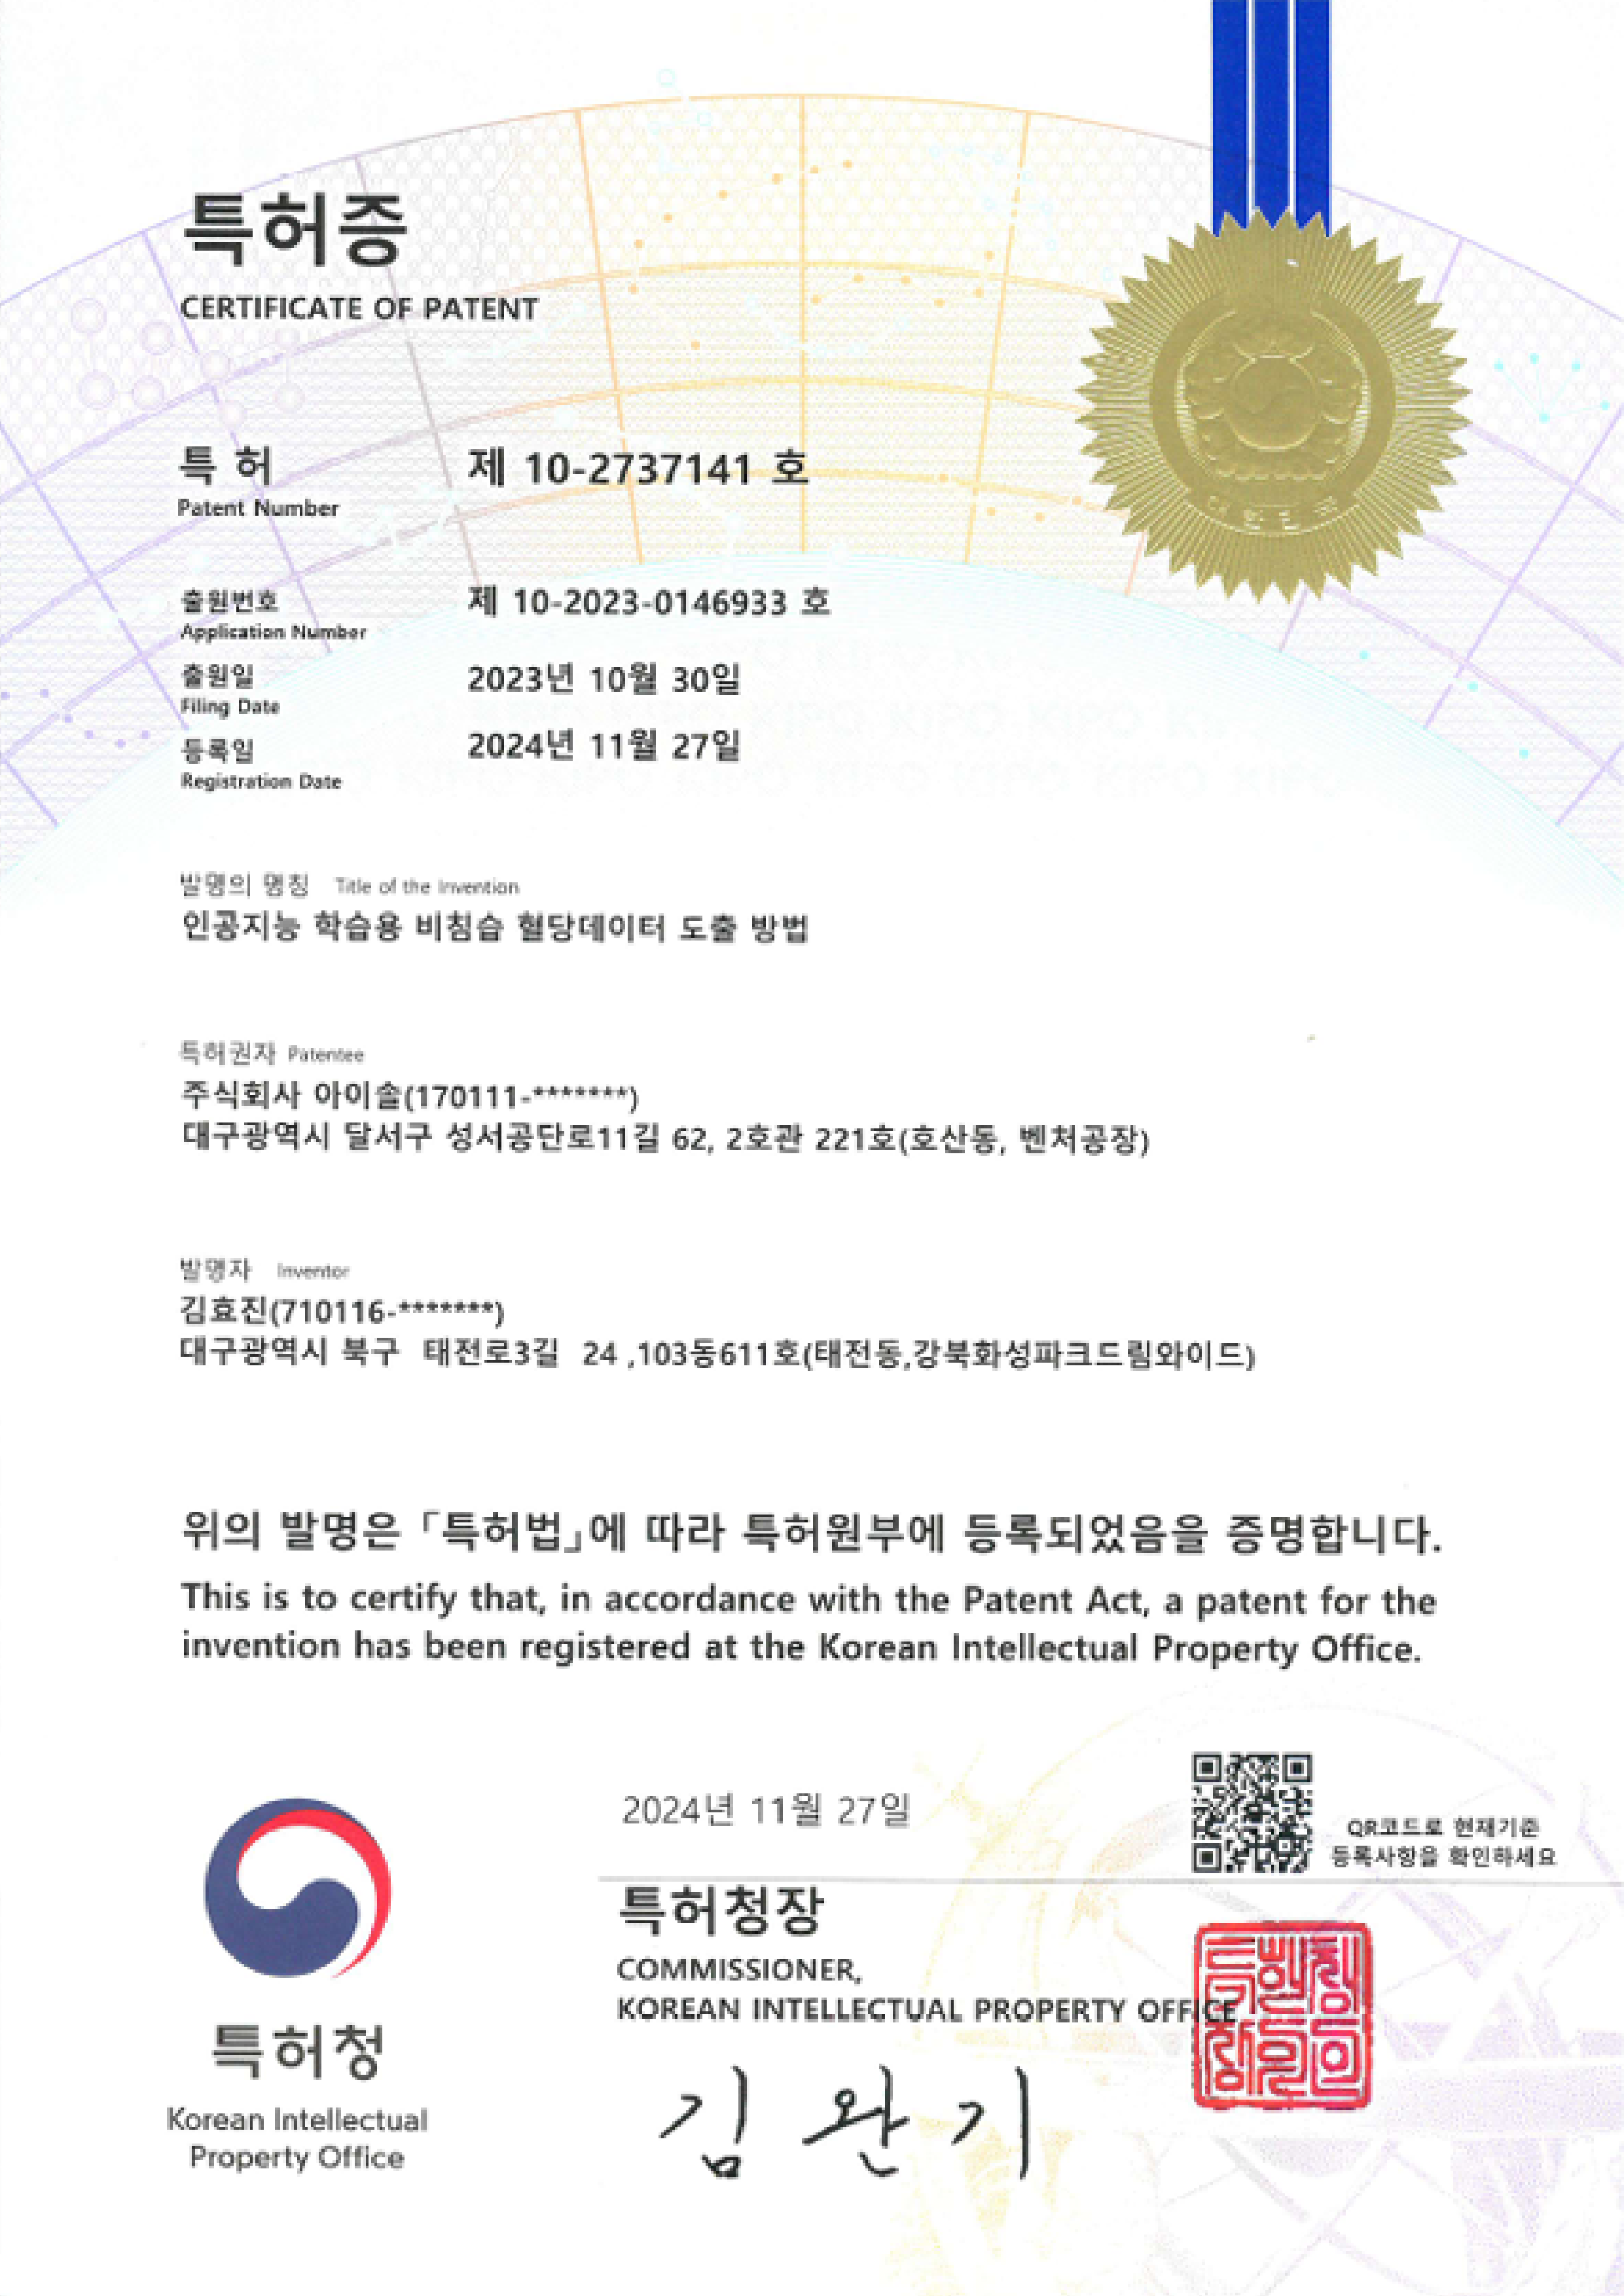 특허증
CERTIFICATE OF PATENT
특 허 제 10-2737141 호
Patent Number
출원번호 제 10-2023-0146933 호
Application Number
출원일 2023년 10월 30일
Filing Date
등록일 2024년 11월 27일
Registration Date
발명의 명칭 Title of the Invention
인공지능 학습용 비침습 혈당데이터 도출 방법
특허권자 Patentee
주식회사 아이솔(170111-*******)
대구광역시 달서구 성서공단로11길 62, 2호관 221호(호산동, 벤처공장)
발명자 Inventor
김효진(710116-*******)
대구광역시 북구 태전로3길 24 ,103동611호(태전동,강북화성파크드림와이드)
위의 발명은 「특허법」에 따라 특허원부에 등록되었음을 증명합니다.
This is to certify that, in accordance with the Patent Act, a patent for the
invention has been registered at the Korean Intellectual Property Office.
2024년 11월 27일
QR코드로 현재기준
등록사항을 확인하세요
특허청장
COMMISSIONER,
KOREAN INTELLECTUAL PROPERTY OFFICE
김완기
특허청
Korean Intellectual
Property Office
대한민국